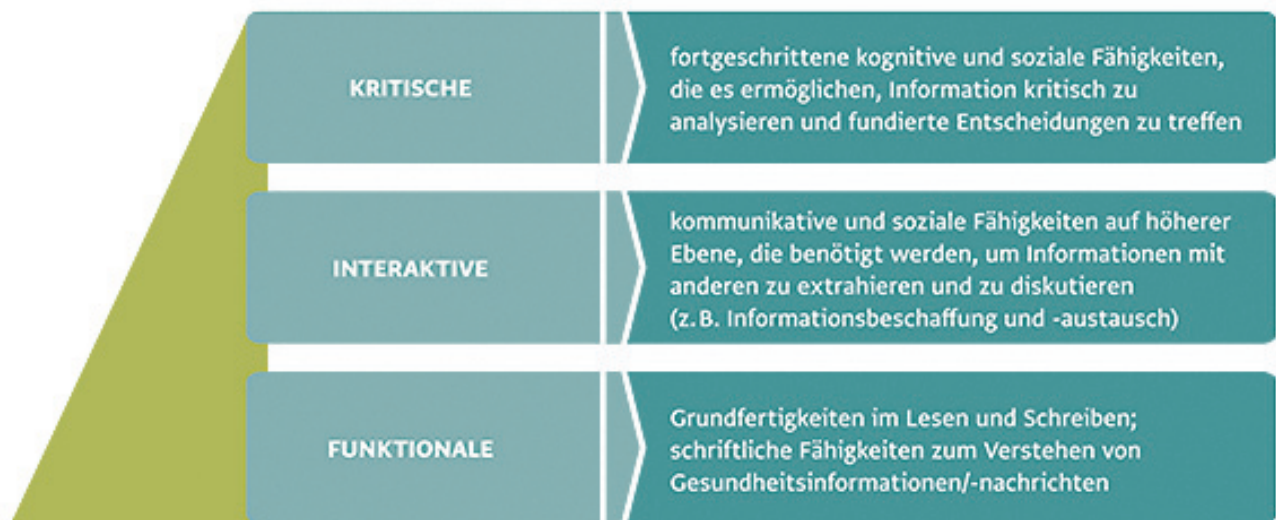 KRITISCHE
fortgeschrittene kognitive und soziale Fähigkeiten,
die es ermöglichen, Information kritisch zu
analysieren und fundierte Entscheidungen zu treffen
INTERAKTIVE
kommunikative und soziale Fähigkeiten auf höherer
Ebene, die benötigt werden, um Informationen mit
anderen zu extrahieren und zu diskutieren
(z. B. Informationsbeschaffung und -austausch)
FUNKTIONALE
Grundfertigkeiten im Lesen und Schreiben;
schriftliche Fähigkeiten zum Verstehen von
Gesundheitsinformationen/-nachrichten